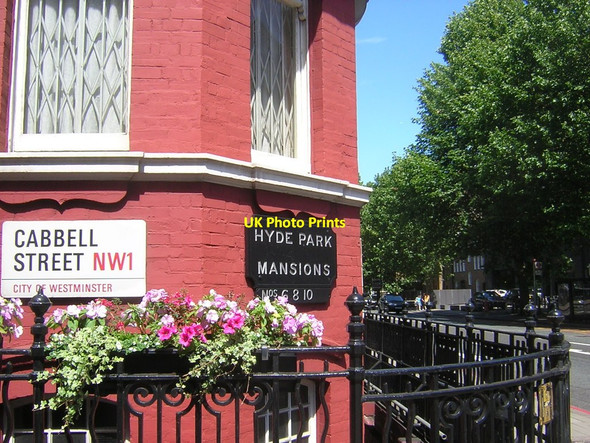 CABBELL
STREET NW1
CITY OF WESTMINSTER
UK Photo Prints
HYDE PARK
MANSIONS
NOS 6 8 10